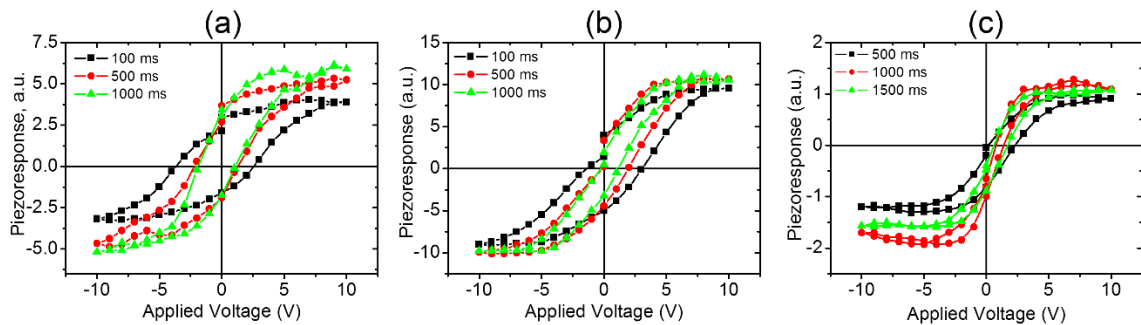 (a)
Piezoresponse, a.u.
7.5
5.0
2.5
0.0
-2.5
-5.0
100 ms
500 ms
1000 ms
-10
-5
0
5
10
Applied Voltage (V)
(b)
Piezoresponse (a.u.)
15
10
5
0
-5
-10
100 ms
500 ms
1000 ms
-10
-5
0
5
10
Applied Voltage (V)
(c)
Piezoresponse (a.u.)
2
1
0
-1
-2
500 ms
1000 ms
1500 ms
-10
-5
0
5
10
Applied Voltage (V)